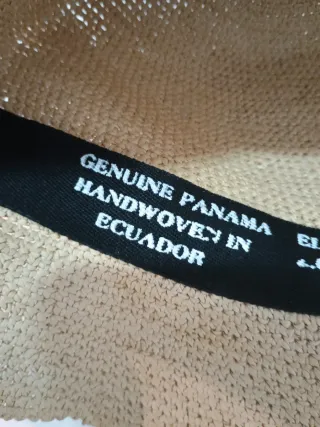 GENUINE PANAMA
HANDWOVEN IN
ECUADOR